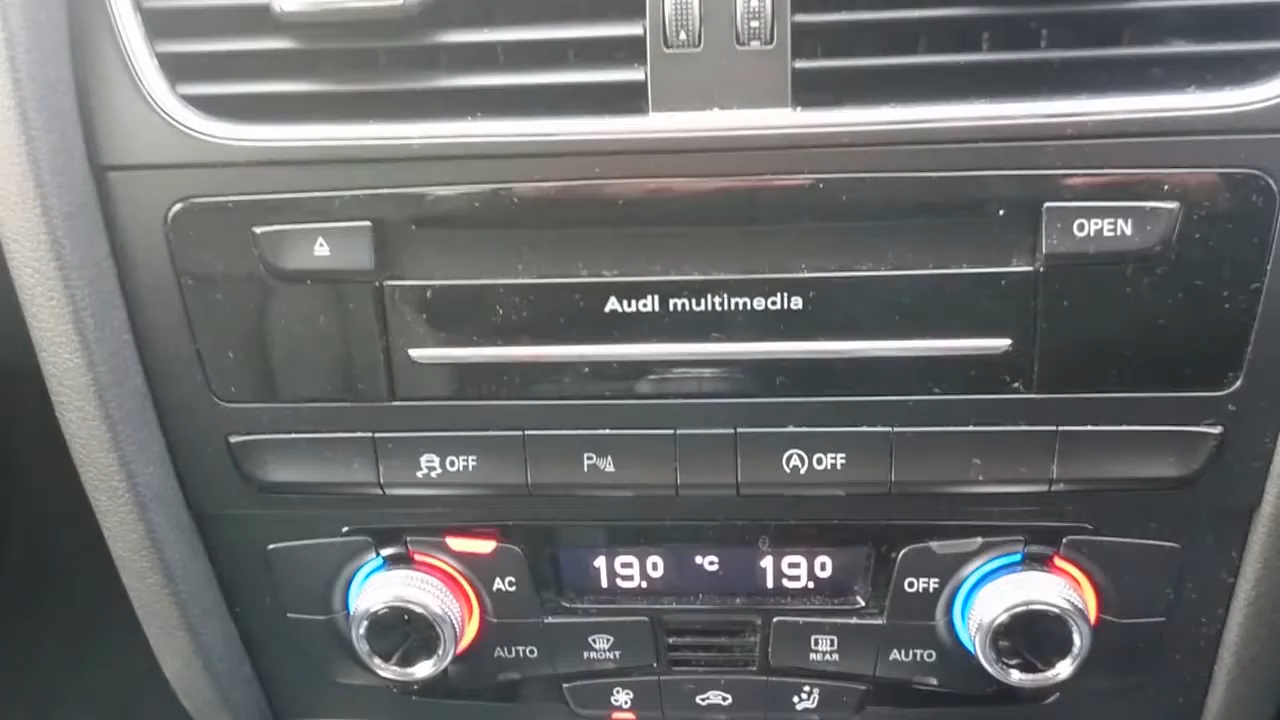 OPEN
Audi multimedia
OFF
P
A OFF
19.0 °C 19.0
AC
OFF
AUTO
FRONT
REAR
AUTO